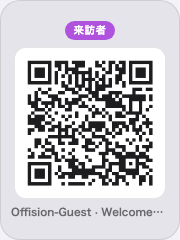 来訪者
Offision-Guest · Welcome…